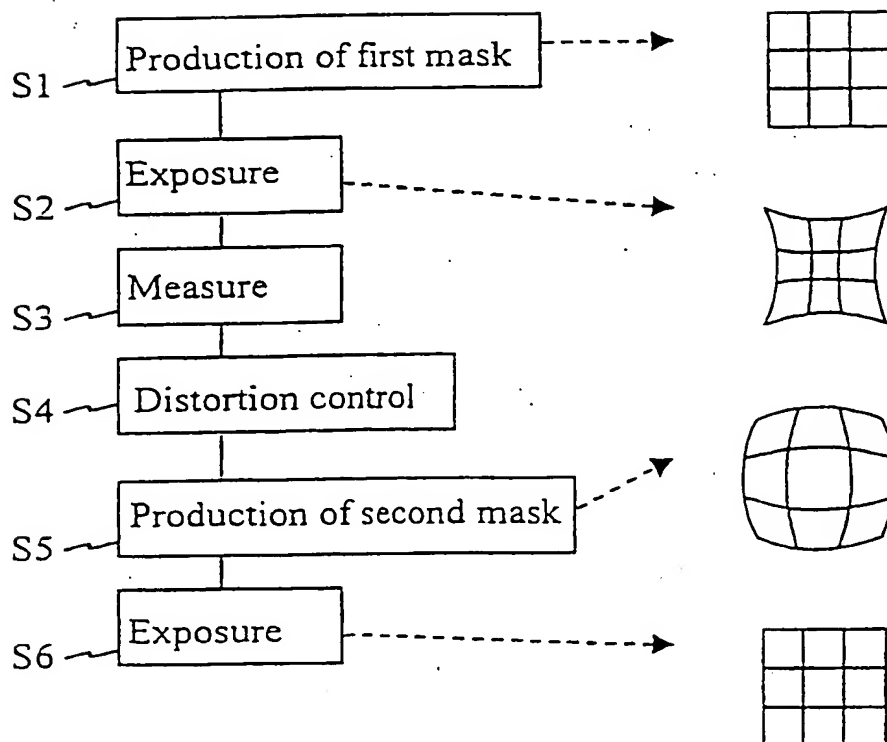 S1 Production of first mask
S2 Exposure
S3 Measure
S4 Distortion control
S5 Production of second mask
S6 Exposure